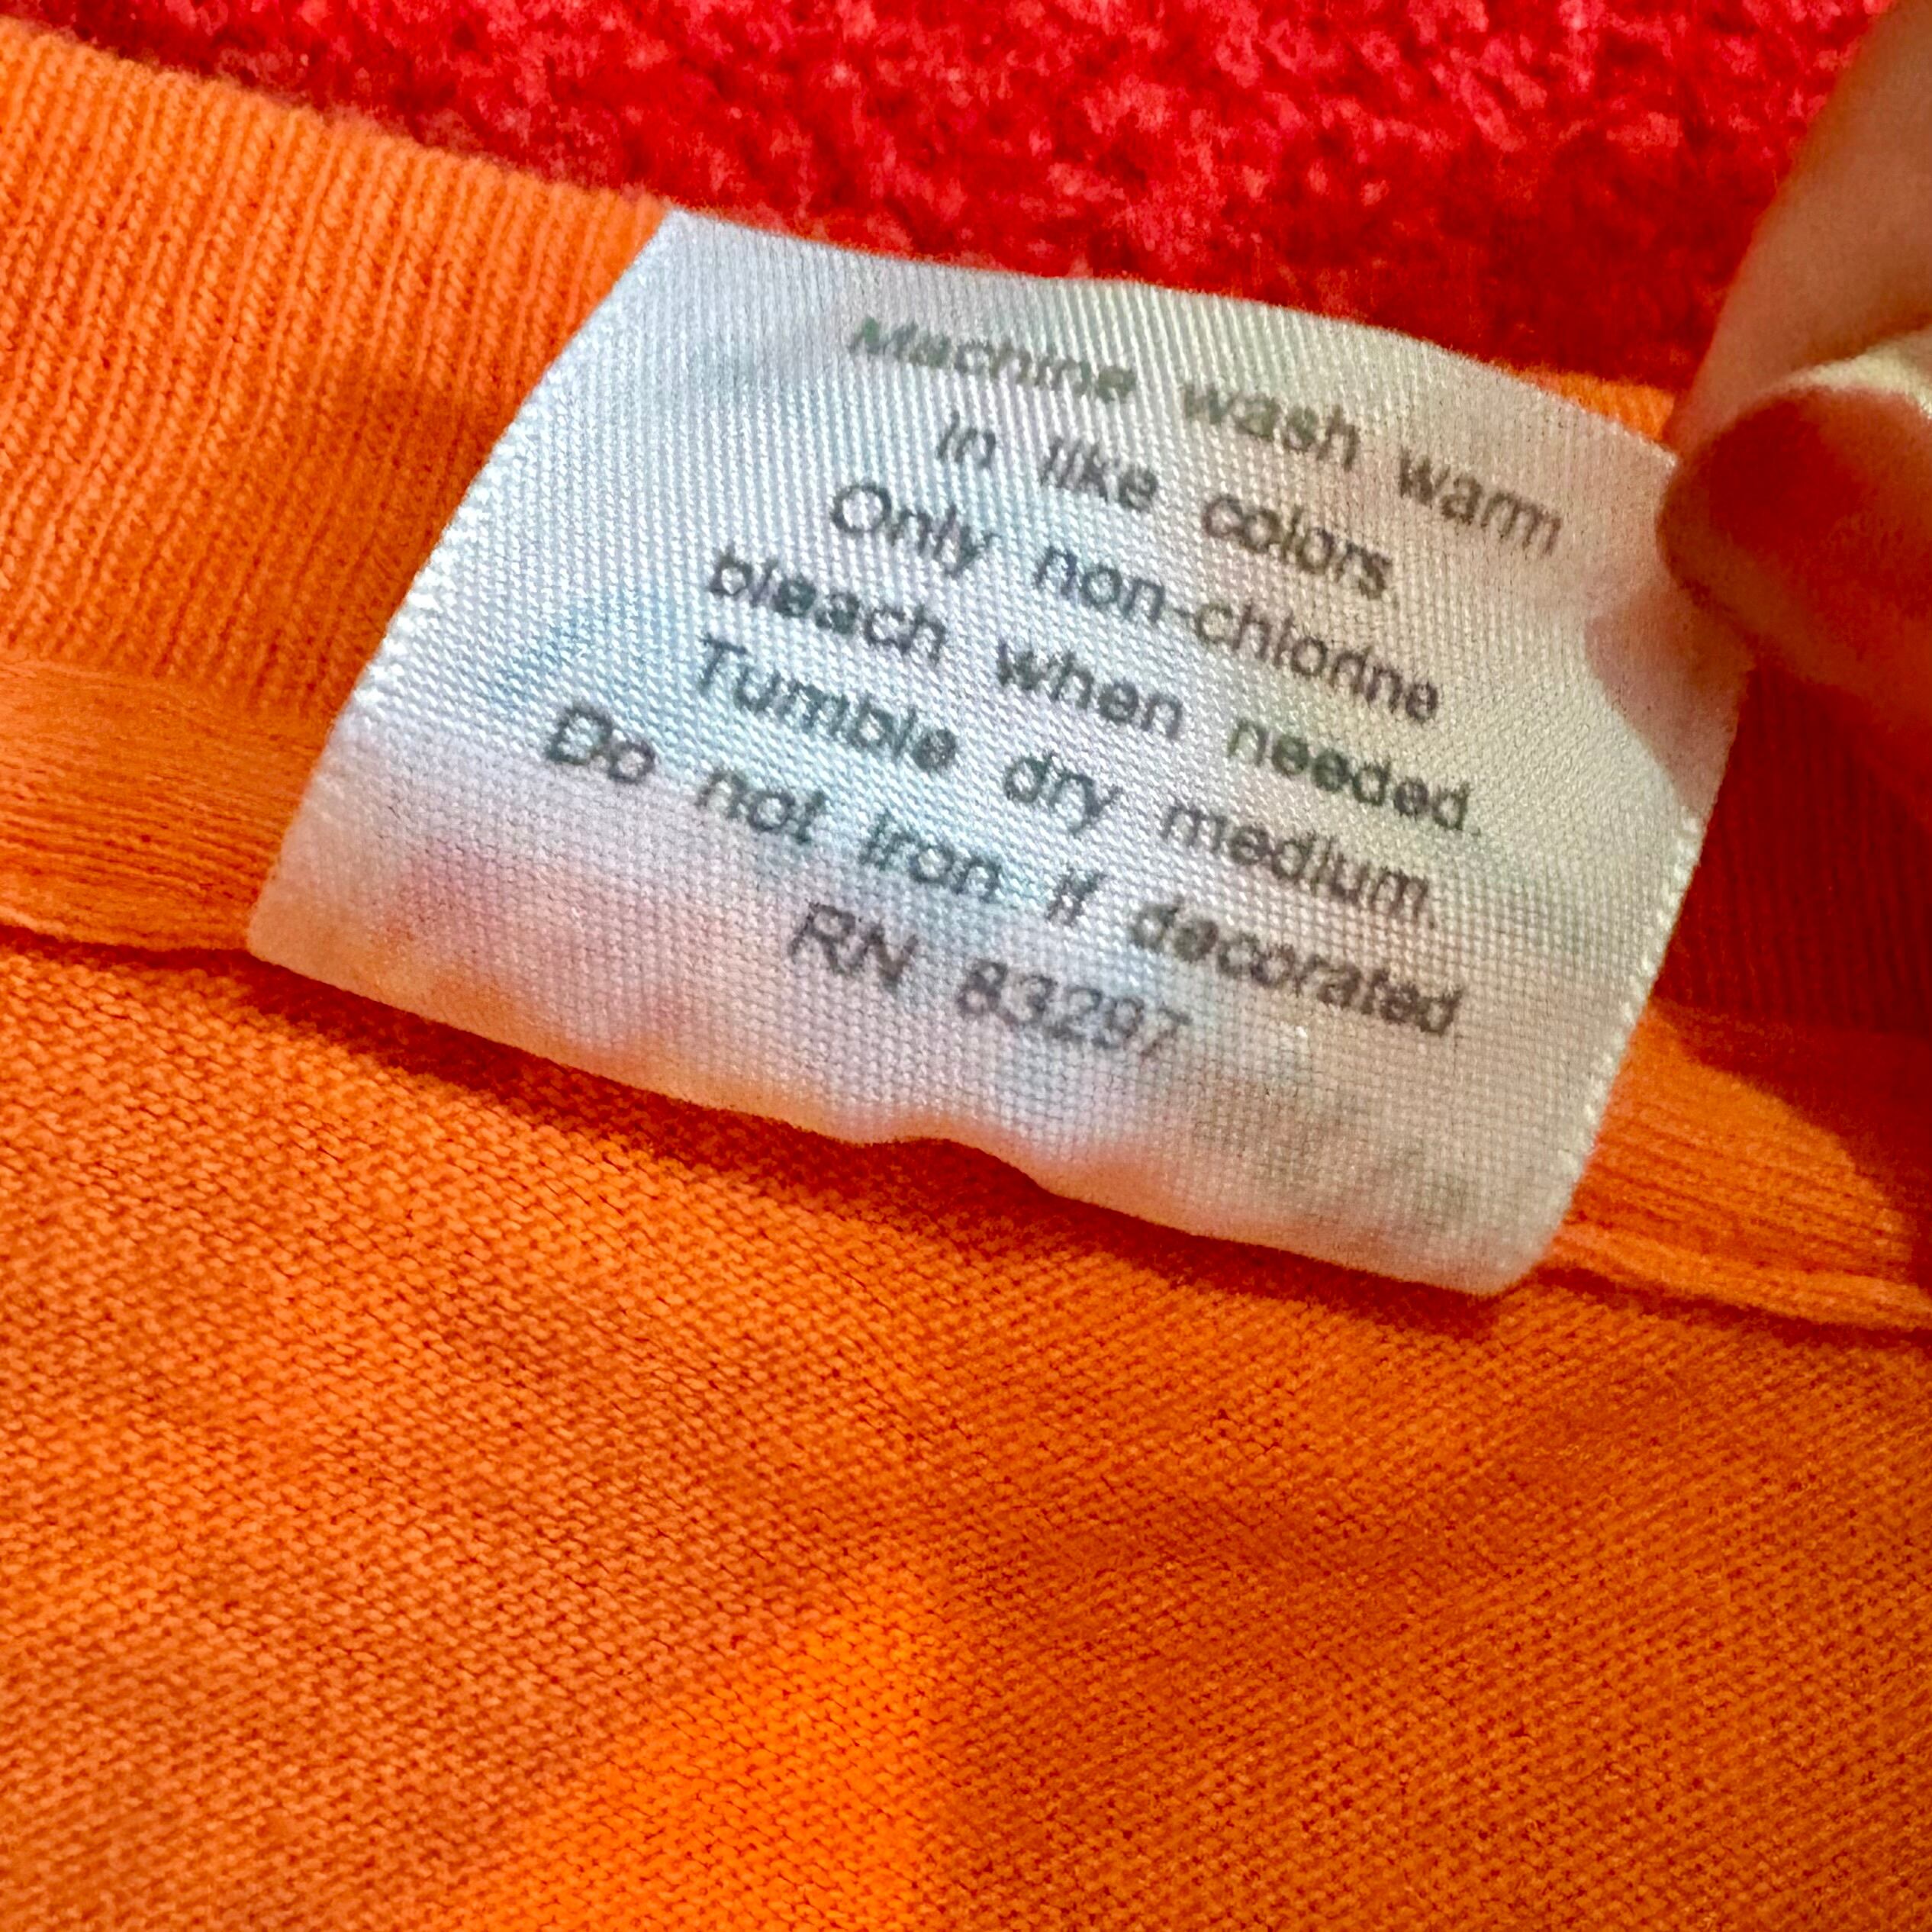 Machine wash warm
in like colors.
Only non-chlorine
bleach when needed.
Tumble dry medium.
Do not iron if decorated
RN 83297